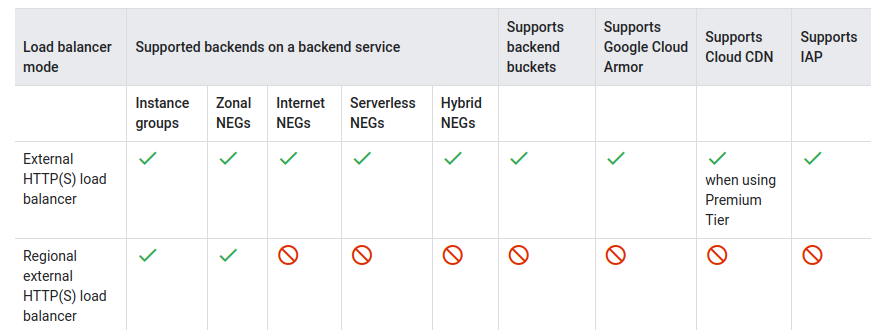 Load balancer
mode
Supported backends on a backend service
Supports
backend
buckets
Supports
Google Cloud
Armor
Supports
Cloud CDN
Supports
IAP
Instance
groups
Zonal
NEGs
Internet
NEGs
Serverless
NEGs
Hybrid
NEGs
External
HTTP(S) load
balancer
when using
Premium
Tier
Regional
external
HTTP(S) load
balancer